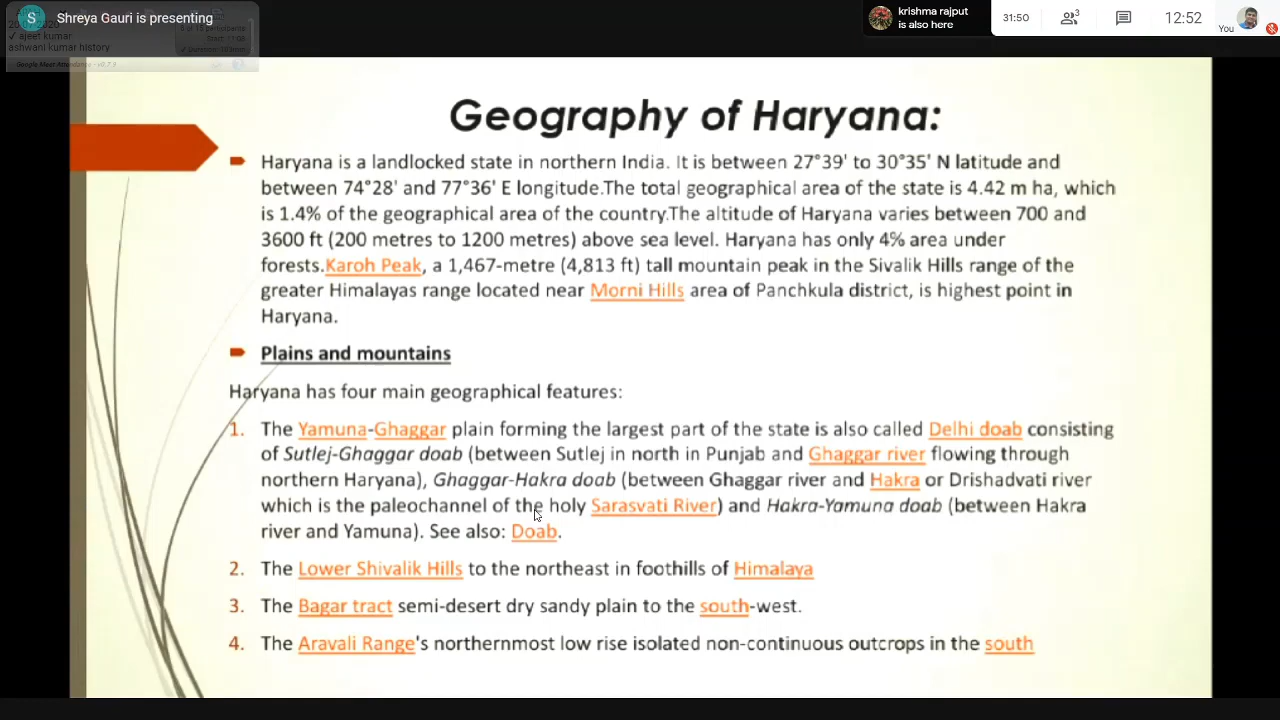 Shreya Gauri is presenting
S
ajeet kumar
ashwani kumar history
krishma rajput
is also here
31:50
3
12:52
You
Geography of Haryana:
Haryana is a landlocked state in northern India. It is between 27°39' to 30°35' N latitude and
between 74°28' and 77°36' E longitude.The total geographical area of the state is 4.42 m ha, which
is 1.4% of the geographical area of the country.The altitude of Haryana varies between 700 and
3600 ft (200 metres to 1200 metres) above sea level. Haryana has only 4% area under
forests.Karoh Peak, a 1,467-metre (4,813 ft) tall mountain peak in the Sivalik Hills range of the
greater Himalayas range located near Morni Hills area of Panchkula district, is highest point in
Haryana.
Plains and mountains
Haryana has four main geographical features:
1. The Yamuna-Ghaggar plain forming the largest part of the state is also called Delhi doab consisting
of Sutlej-Ghaggar doab (between Sutlej in north in Punjab and Ghaggar river flowing through
northern Haryana), Ghaggar-Hakra doab (between Ghaggar river and Hakra or Drishadvati river
which is the paleochannel of the holy Sarasvati River) and Hakra-Yamuna doab (between Hakra
river and Yamuna). See also: Doab.
2. The Lower Shivalik Hills to the northeast in foothills of Himalaya
3. The Bagar tract semi-desert dry sandy plain to the south-west.
4. The Aravali Range's northernmost low rise isolated non-continuous outcrops in the south